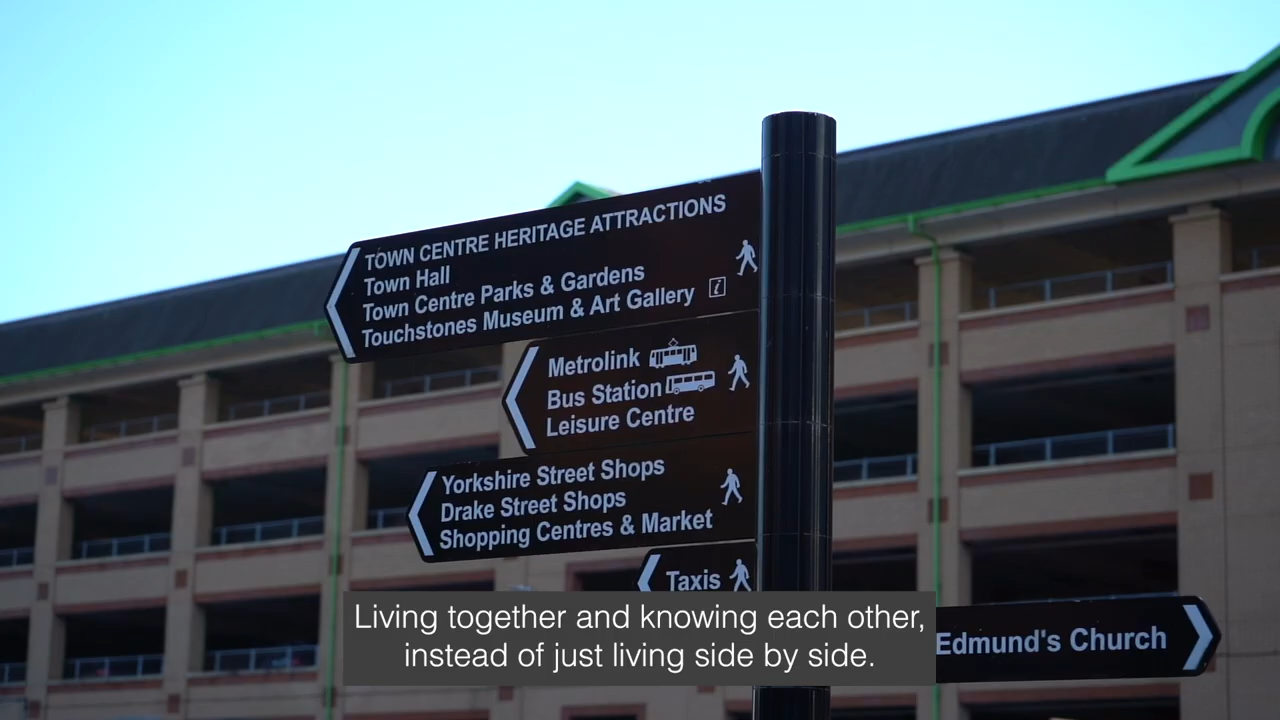 TOWN CENTRE HERITAGE ATTRACTIONS
Town Hall
Town Centre Parks & Gardens
Touchstones Museum & Art Gallery i
Metrolink
Bus Station
Leisure Centre
Yorkshire Street Shops
Drake Street Shops
Shopping Centres & Market
Taxis
Edmund's Church
Living together and knowing each other,
instead of just living side by side.